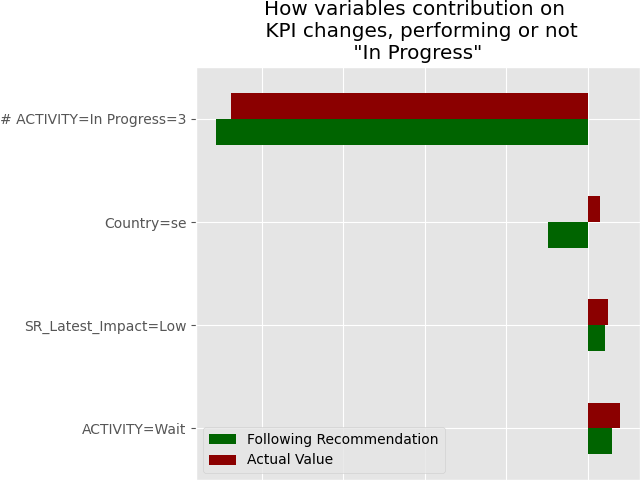 How variables contribution on
KPI changes, performing or not
"In Progress"
# ACTIVITY=In Progress=3
Country=se
SR_Latest_Impact=Low
ACTIVITY=Wait
Following Recommendation
Actual Value